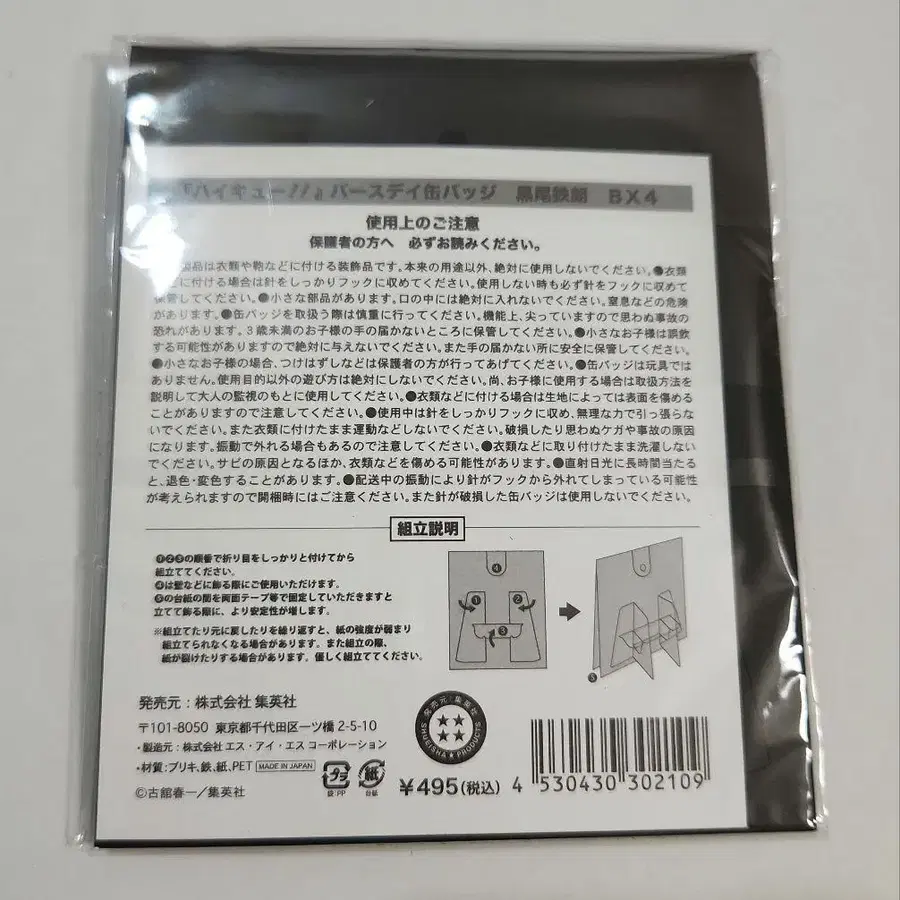 『ハイキュー!!』バースデイ缶バッジ 黒尾鉄朗 BX4
使用上のご注意
保護者の方へ 必ずお読みください。
製品は衣類や鞄などに付ける装飾品です。本来の用途以外、絶対に使用しないでください。●衣類
どに付ける場合は針をしっかりフックに収めてください。使用しない時も必ず針をフックに収めて
保管してください。●小さな部品があります。口の中には絶対に入れないでください。窒息などの危険
があります。●缶バッジを取扱う際は慎重に行ってください。機能上、尖っていますので思わぬ事故の
恐れがあります。3歳未満のお子様の手の届かないところに保管してください。●小さなお子様は誤飲
する可能性がありますので絶対に与えないでください。また手の届かない所に安全に保管してください。
●小さなお子様の場合、つけはずしなどは保護者の方が行ってあげてください。●缶バッジは玩具では
ありません。使用目的以外の遊び方は絶対にしないでください。尚、お子様に使用する場合は取扱方法を
説明して大人の監視のもとに使用してください。●衣類などに付ける場合は生地によっては表面を傷める
ことがありますので注意してください。●使用中は針をしっかりフックに収め、無理な力で引っ張らな
いでください。また衣類に付けたまま運動などしないでください。破損したり思わぬケガや事故の原因
になります。振動で外れる場合もあるので注意してください。●衣類などに取り付けたまま洗濯しない
でください。サビの原因となるほか、衣類などを傷める可能性があります。●直射日光に長時間当たる
と、退色・変色することがあります。●配送中の振動により針がフックから外れてしまっている可能性
が考えられますので開梱時にはご注意ください。また針が破損した缶バッジは使用しないでください。
組立説明
❶❷❸の順番で折り目をしっかりと付けてから
組立ててください。
❹は壁などに飾る際にご使用いただけます。
❺の台紙の間を両面テープ等で固定していただきますと
立てて飾る際に、より安定性が増します。
※組立てたり元に戻したりを繰り返すと、紙の強度が弱まり
組立てられなくなる場合があります。また組立の際、
紙が裂けたりする場合があります。優しく組立ててください。
④
❶ ❷
❸
❺
発売元：株式会社 集英社
〒101-8050 東京都千代田区一ツ橋 2-5-10
・製造元：株式会社 エス・アイ・エス コーポレーション
・材質：ブリキ、鉄、紙、PET MADE IN JAPAN
©古舘春一／集英社
プラ
袋:PP
紙
台紙
発売元：集英社
SHUEISHA PRODUCTS
¥495(税込)
4 530430 302109